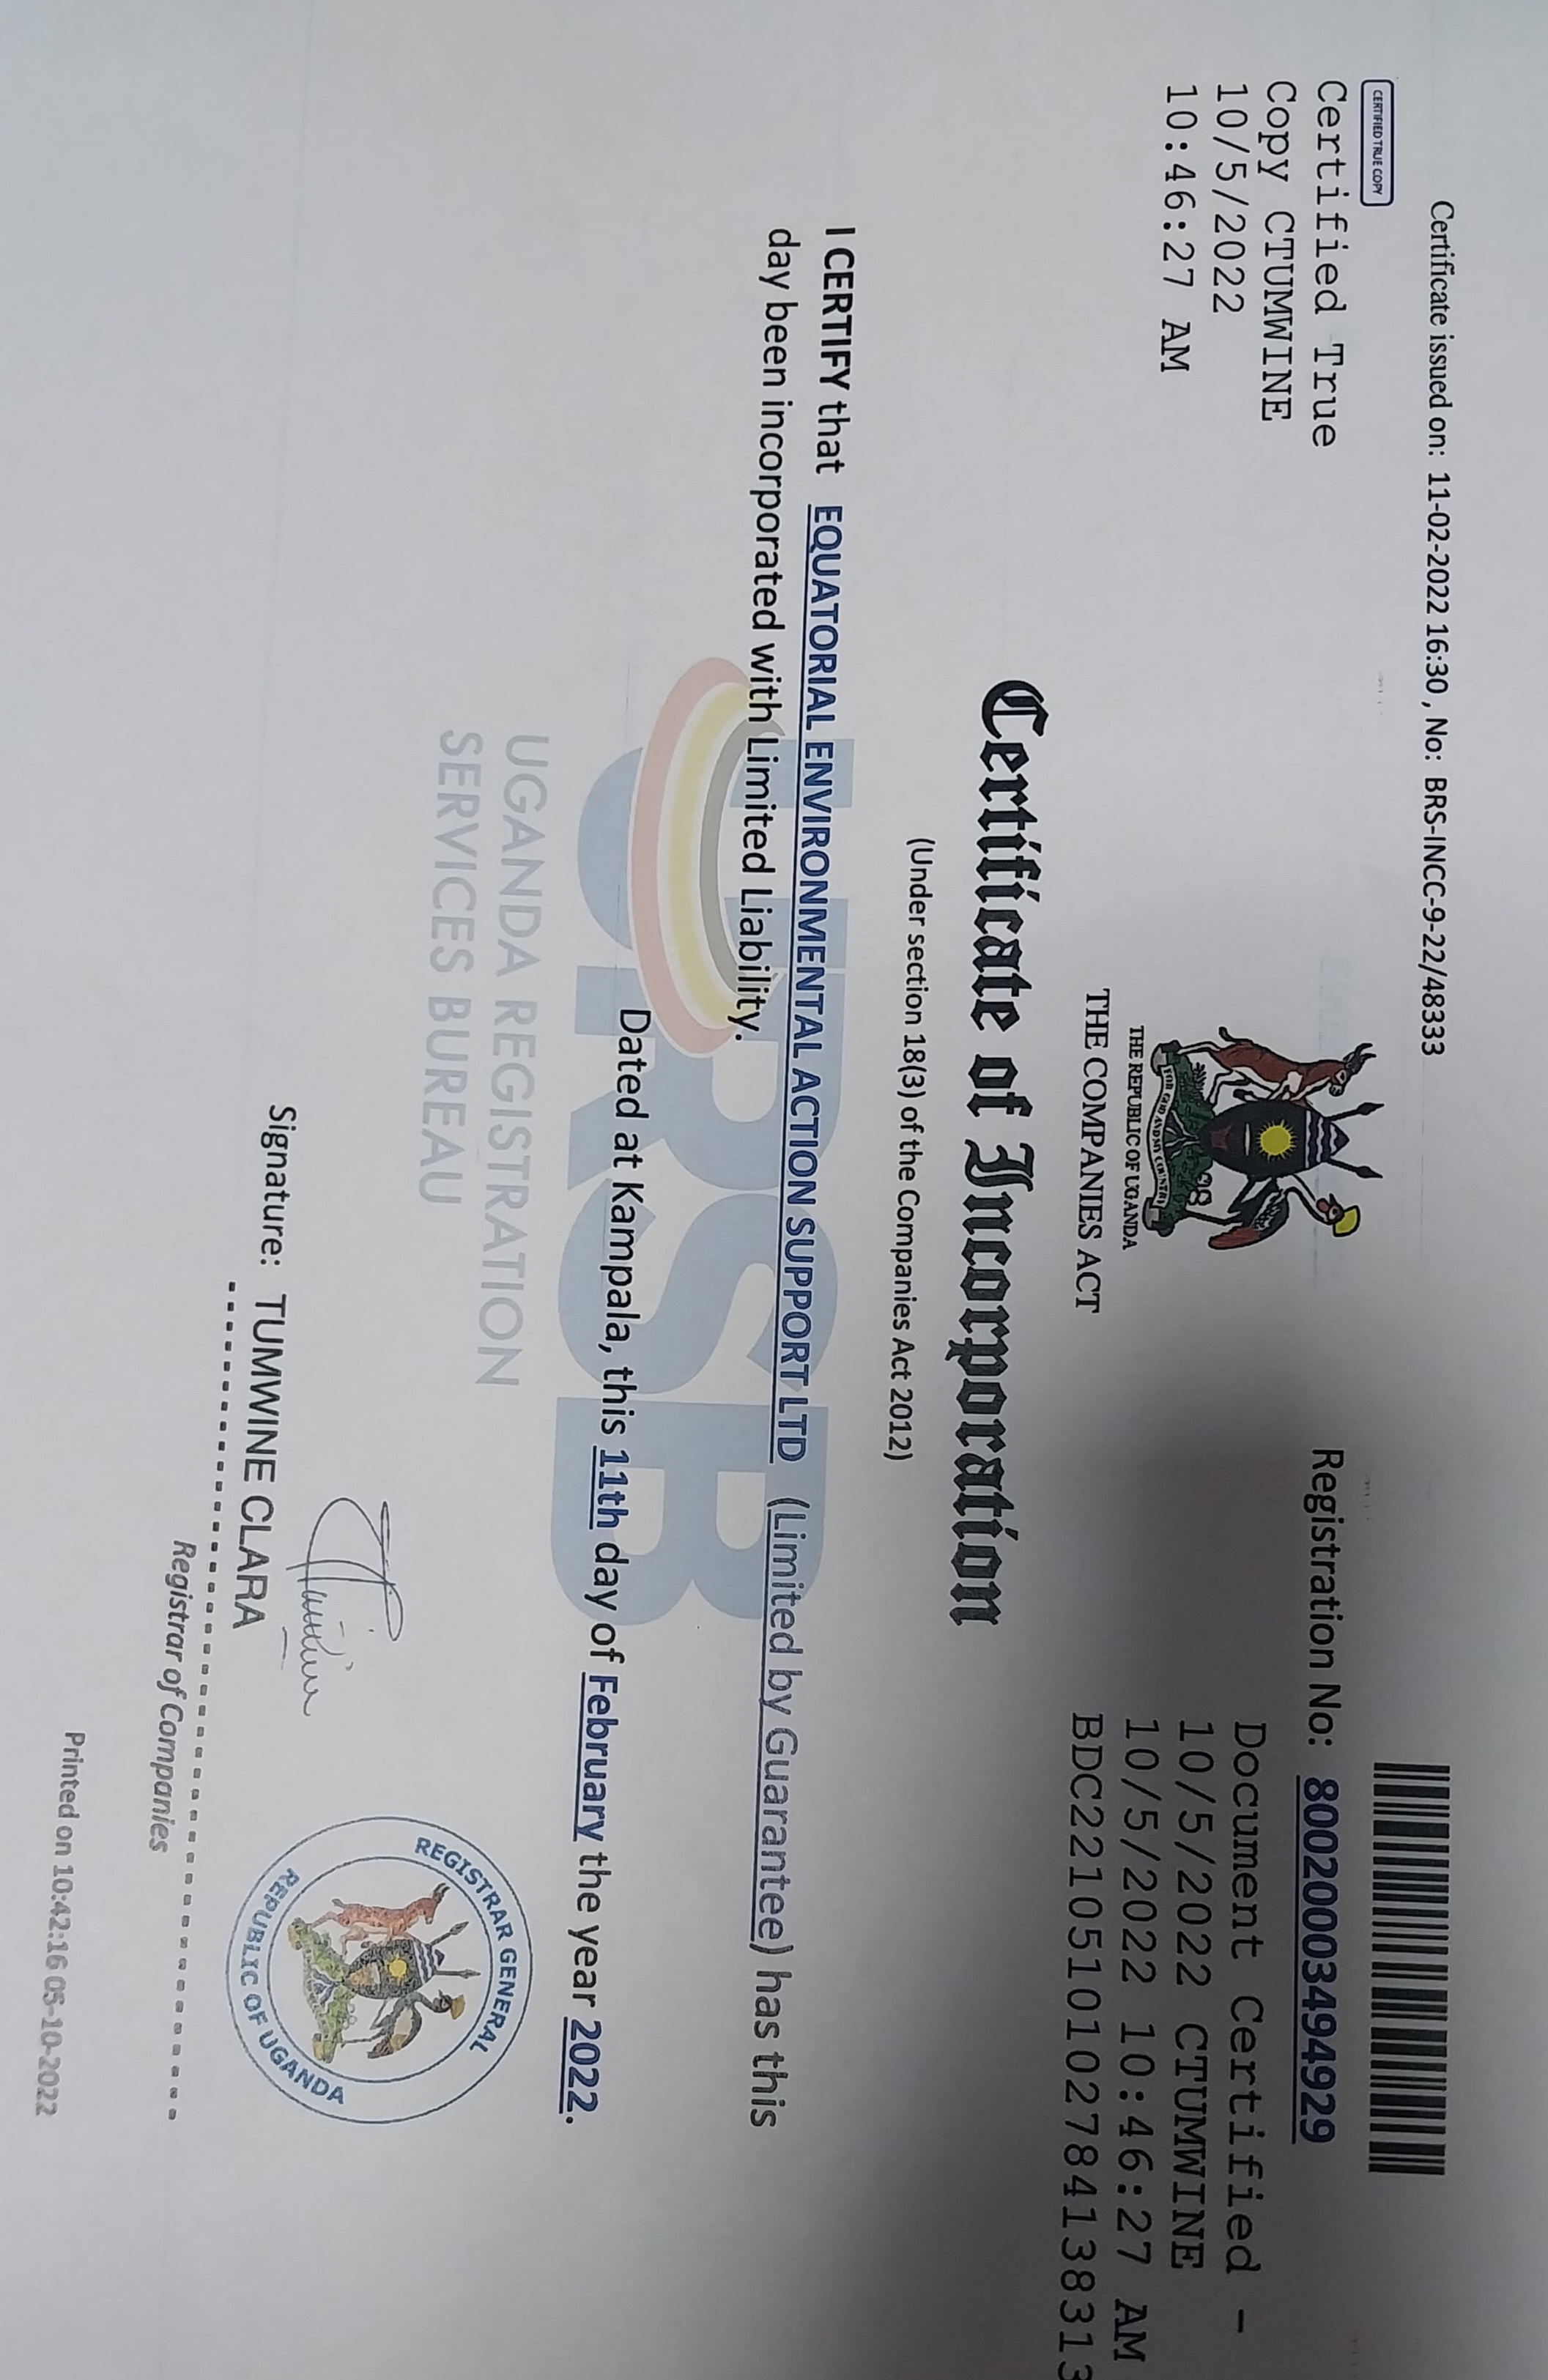 Certificate issued on: 11-02-2022 16:30 , No: BRS-INCC-9-22/48333
CERTIFIED TRUE COPY
Certified True
Copy CTUMWINE
10/5/2022
10:46:27 AM
Registration No: 80020003494929
Document Certified -
10/5/2022 CTUMWINE
10/5/2022 10:46:27 AM
BDC2210510102784138313
FOR GOD AND MY COUNTRY
THE REPUBLIC OF UGANDA
THE COMPANIES ACT
Certificate of Incorporation
(Under section 18(3) of the Companies Act 2012)
I CERTIFY that EQUATORIAL ENVIRONMENTAL ACTION SUPPORT LTD (Limited by Guarantee) has this
day been incorporated with Limited Liability.
Dated at Kampala, this 11th day of February the year 2022.
URSB
UGANDA REGISTRATION
SERVICES BUREAU
Signature: TUMWINE CLARA
Registrar of Companies
REGISTRAR GENERAL
REPUBLIC OF UGANDA
Printed on 10:42:16 05-10-2022